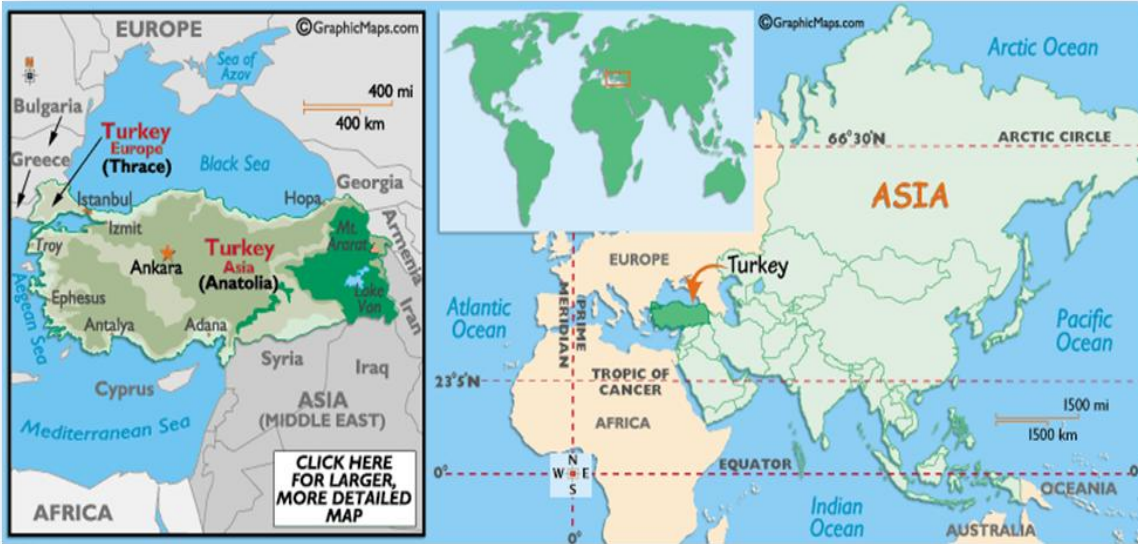 EUROPE
©GraphicMaps.com
Sea of
Azov
N
400 mi
400 km
Bulgaria
Turkey
Europe
(Thrace)
Greece
Black Sea
Georgia
Istanbul
Hopa
Izmit
Armenia
Troy
Mt.
Ararat
Ankara
Turkey
Asia
(Anatolia)
Lake
Van
Iran
Aegean Sea
Ephesus
Antalya
Adana
Syria
Iraq
Cyprus
ASIA
(MIDDLE EAST)
Mediterranean Sea
CLICK HERE
FOR LARGER,
MORE DETAILED
MAP
AFRICA
©GraphicMaps.com
Arctic Ocean
66°30'N
ARCTIC CIRCLE
ASIA
EUROPE
Turkey
Atlantic
Ocean
PRIME
MERIDIAN
Pacific
Ocean
23°5'N
TROPIC OF
CANCER
AFRICA
1500 mi
1500 km
EQUATOR
0°
N
W E
S
0
OCEANIA
Indian
Ocean
AUSTRALIA
0°